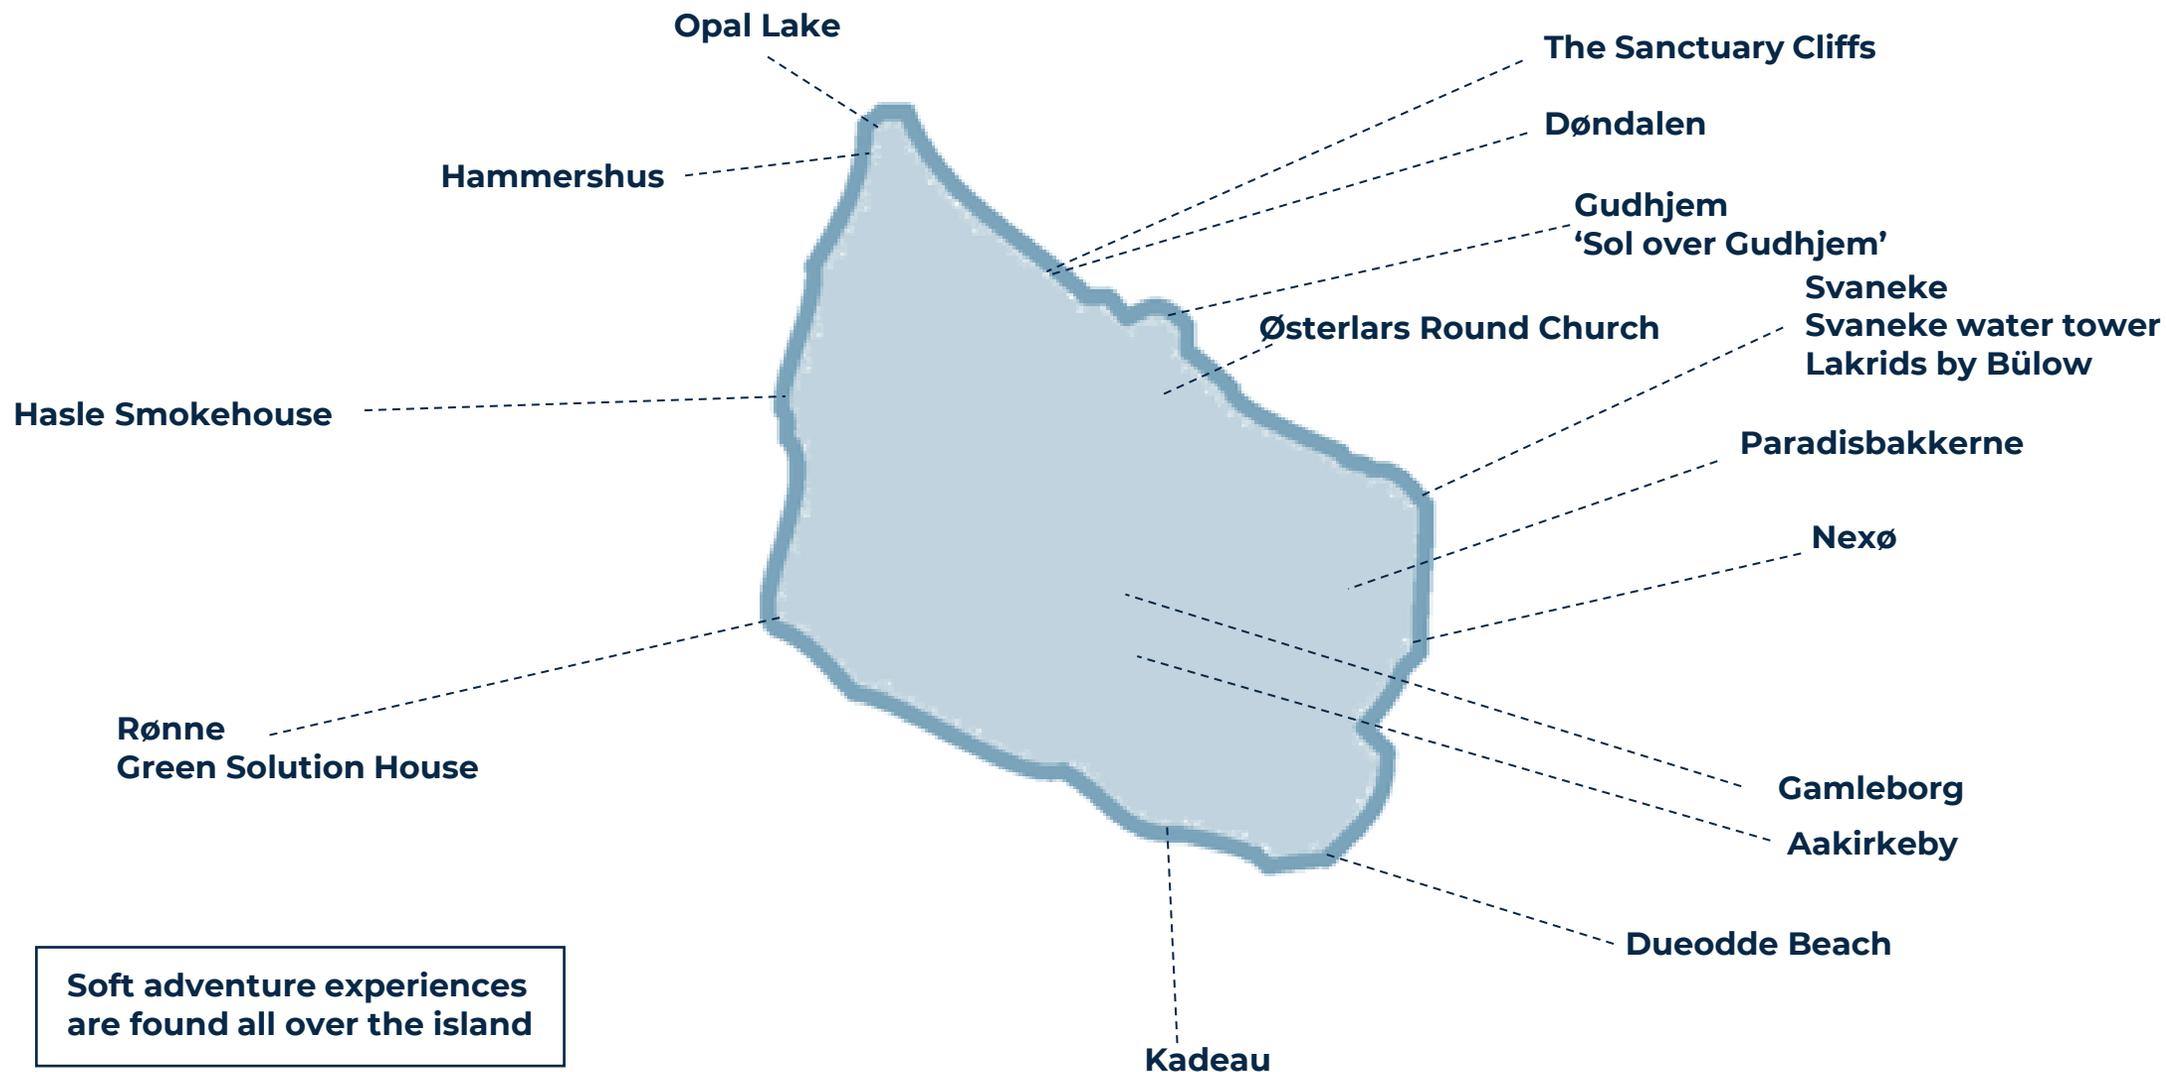 Opal Lake
The Sanctuary Cliffs
Døndalen
Hammershus
Gudhjem
‘Sol over Gudhjem’
Svaneke
Svaneke water tower
Lakrids by Bülow
Østerlars Round Church
Hasle Smokehouse
Paradisbakkerne
Nexø
Rønne
Green Solution House
Gamleborg
Aakirkeby
Dueodde Beach
Soft adventure experiences
are found all over the island
Kadeau